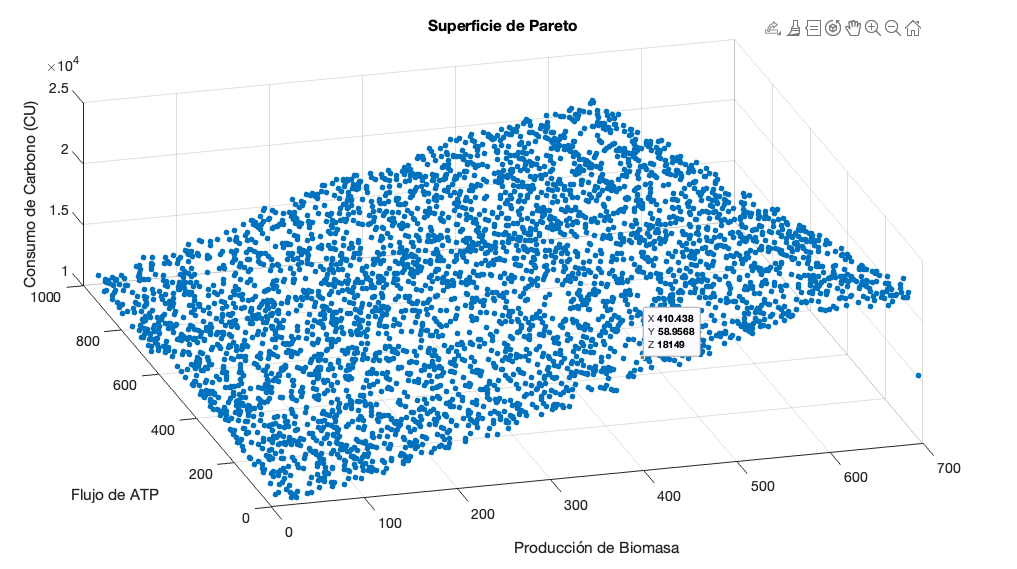 Superficie de Pareto
×10⁴
2.5
2
1.5
1
Consumo de Carbono (CU)
1000
800
600
400
200
0
Flujo de ATP
0
100
200
300
400
500
600
700
Producción de Biomasa
X 410.438
Y 58.9568
Z 18149